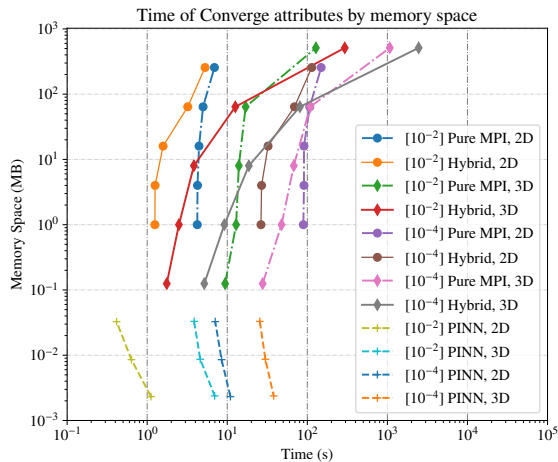 Time of Converge attributes by memory space
Memory Space (MB)
10³
10²
10¹
10⁰
10⁻¹
10⁻²
10⁻³
[10⁻²] Pure MPI, 2D
[10⁻²] Hybrid, 2D
[10⁻²] Pure MPI, 3D
[10⁻²] Hybrid, 3D
[10⁻⁴] Pure MPI, 2D
[10⁻⁴] Hybrid, 2D
[10⁻⁴] Pure MPI, 3D
[10⁻⁴] Hybrid, 3D
[10⁻²] PINN, 2D
[10⁻²] PINN, 3D
[10⁻⁴] PINN, 2D
[10⁻⁴] PINN, 3D
10⁻¹ 10⁰ 10¹ 10² 10³ 10⁴ 10⁵
Time (s)